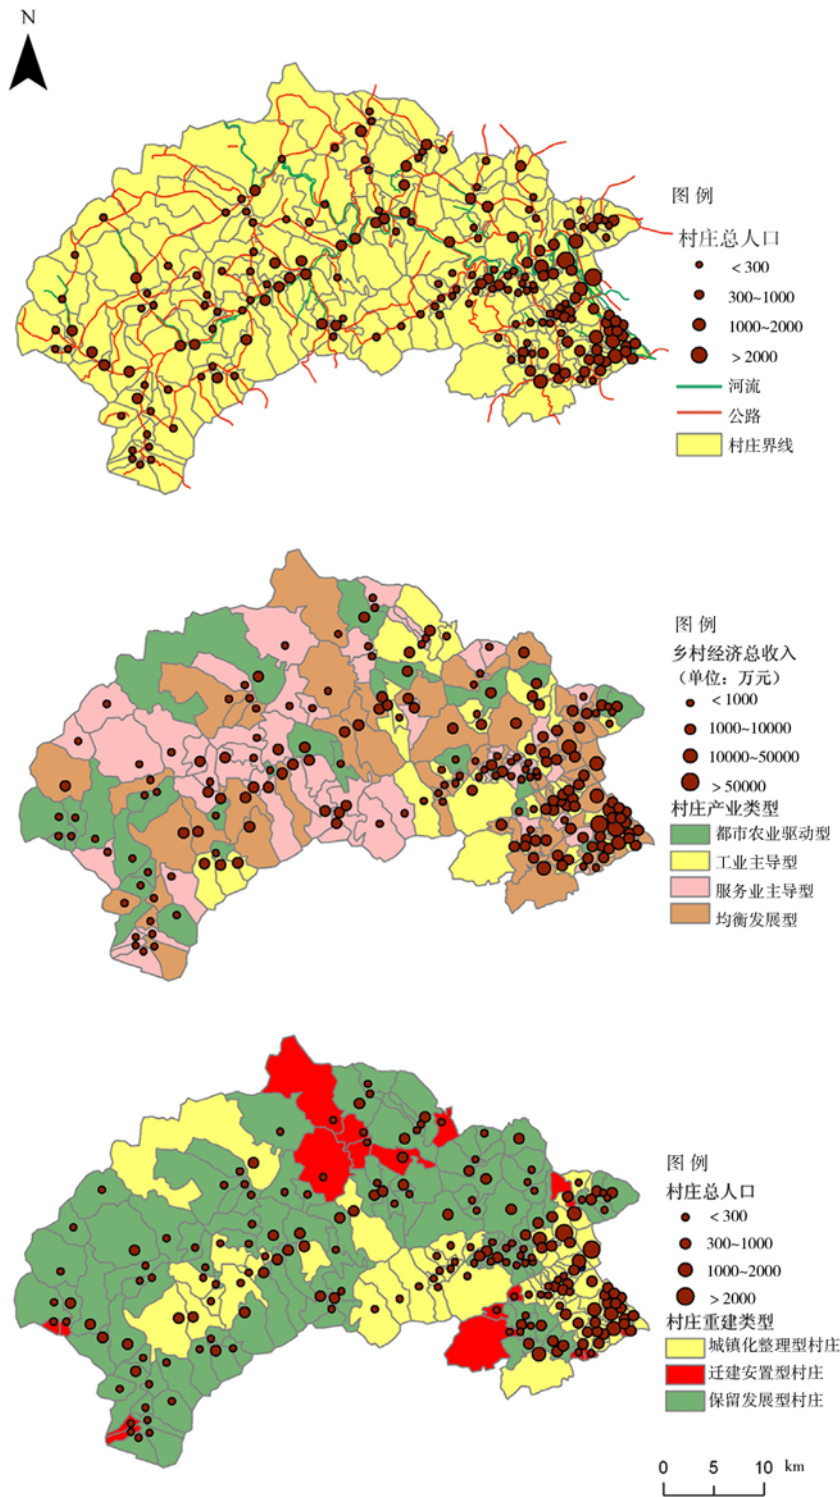 N
图 例
村庄总人口
< 300
300~1000
1000~2000
> 2000
河流
公路
村庄界线
图 例
乡村经济总收入
（单位：万元）
< 1000
1000~10000
10000~50000
> 50000
村庄产业类型
都市农业驱动型
工业主导型
服务业主导型
均衡发展型
图 例
村庄总人口
< 300
300~1000
1000~2000
> 2000
村庄重建类型
城镇化整理型村庄
迁建安置型村庄
保留发展型村庄
0 5 10 km